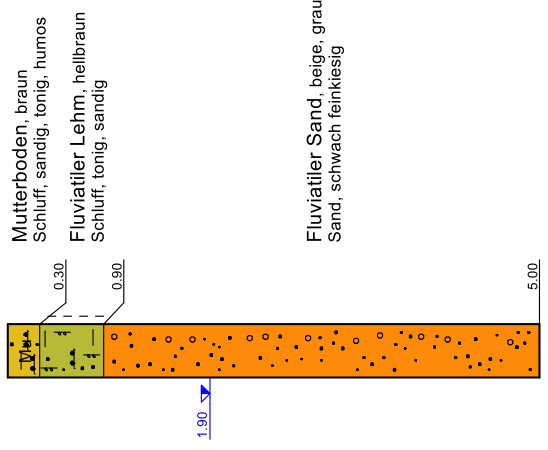 Mutterboden, braun
Schluff, sandig, tonig, humos
0.30
Mu
Fluviatiler Lehm, hellbraun
Schluff, tonig, sandig
0.90
1.90
Fluviatiler Sand, beige, grau
Sand, schwach feinkiesig
5.00